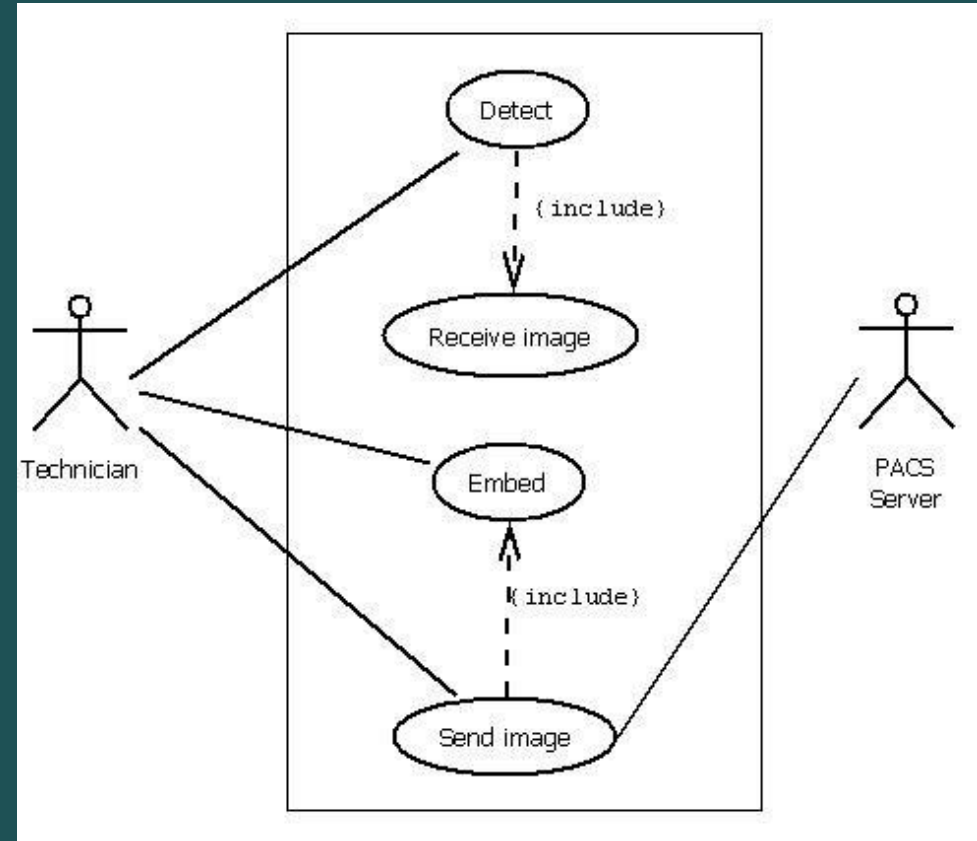 Detect
{include}
Receive image
Technician
Embed
PACS
Server
{include}
Send image